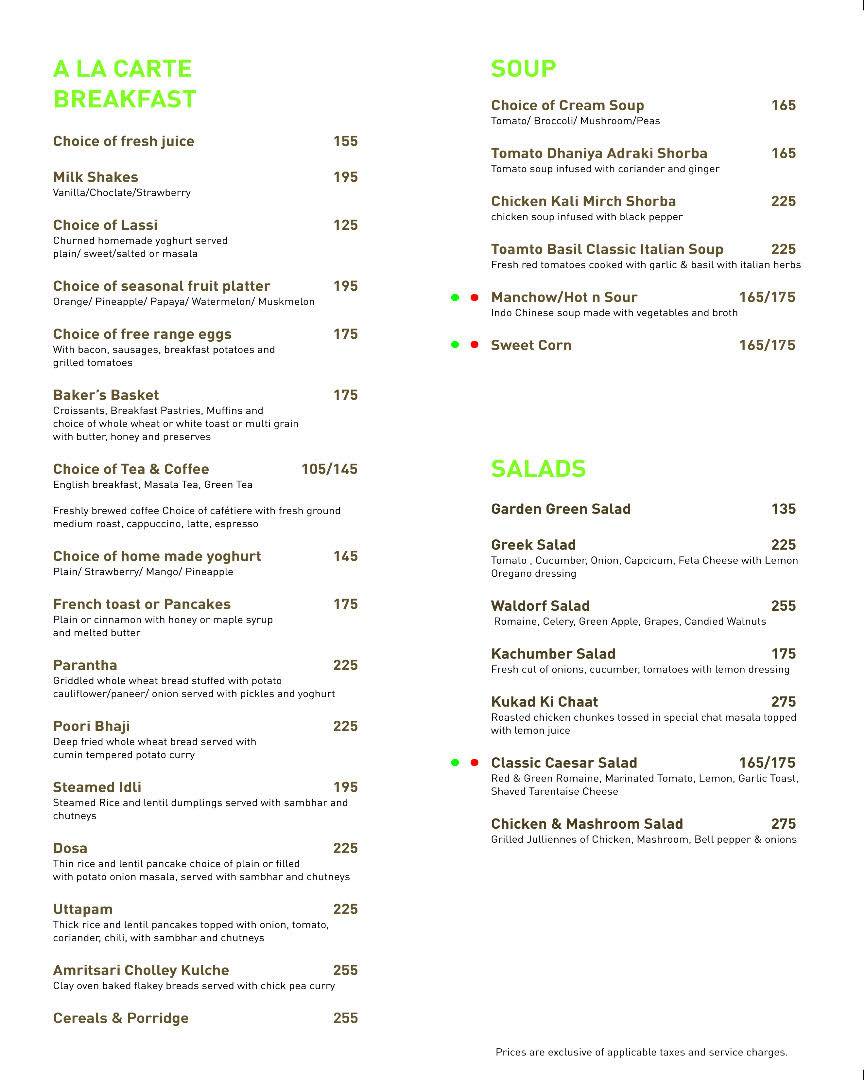 A LA CARTE
BREAKFAST
Choice of fresh juice 155
Milk Shakes 195
Vanilla/Choclate/Strawberry
Choice of Lassi 125
Churned homemade yoghurt served
plain/ sweet/salted or masala
Choice of seasonal fruit platter 195
Orange/ Pineapple/ Papaya/ Watermelon/ Muskmelon
Choice of free range eggs 175
With bacon, sausages, breakfast potatoes and
grilled tomatoes
Baker's Basket 175
Croissants, Breakfast Pastries, Muffins and
choice of whole wheat or white toast or multi grain
with butter, honey and preserves
Choice of Tea & Coffee 105/145
English breakfast, Masala Tea, Green Tea
Freshly brewed coffee Choice of cafétiere with fresh ground
medium roast, cappuccino, latte, espresso
Choice of home made yoghurt 145
Plain/ Strawberry/ Mango/ Pineapple
French toast or Pancakes 175
Plain or cinnamon with honey or maple syrup
and melted butter
Parantha 225
Griddled whole wheat bread stuffed with potato
cauliflower/paneer/ onion served with pickles and yoghurt
Poori Bhaji 225
Deep fried whole wheat bread served with
cumin tempered potato curry
Steamed Idli 195
Steamed Rice and lentil dumplings served with sambhar and
chutneys
Dosa 225
Thin rice and lentil pancake choice of plain or filled
with potato onion masala, served with sambhar and chutneys
Uttapam 225
Thick rice and lentil pancakes topped with onion, tomato,
coriander, chili, with sambhar and chutneys
Amritsari Cholley Kulche 255
Clay oven baked flakey breads served with chick pea curry
Cereals & Porridge 255
SOUP
Choice of Cream Soup 165
Tomato/ Broccoli/ Mushroom/Peas
Tomato Dhaniya Adraki Shorba 165
Tomato soup infused with coriander and ginger
Chicken Kali Mirch Shorba 225
chicken soup infused with black pepper
Toamto Basil Classic Italian Soup 225
Fresh red tomatoes cooked with garlic & basil with italian herbs
Manchow/Hot n Sour 165/175
Indo Chinese soup made with vegetables and broth
Sweet Corn 165/175
SALADS
Garden Green Salad 135
Greek Salad 225
Tomato , Cucumber, Onion, Capcicum, Feta Cheese with Lemon
Oregano dressing
Waldorf Salad 255
Romaine, Celery, Green Apple, Grapes, Candied Walnuts
Kachumber Salad 175
Fresh cut of onions, cucumber, tomatoes with lemon dressing
Kukad Ki Chaat 275
Roasted chicken chunkes tossed in special chat masala topped
with lemon juice
Classic Caesar Salad 165/175
Red & Green Romaine, Marinated Tomato, Lemon, Garlic Toast,
Shaved Tarentaise Cheese
Chicken & Mashroom Salad 275
Grilled Julliennes of Chicken, Mashroom, Bell pepper & onions
Prices are exclusive of applicable taxes and service charges.